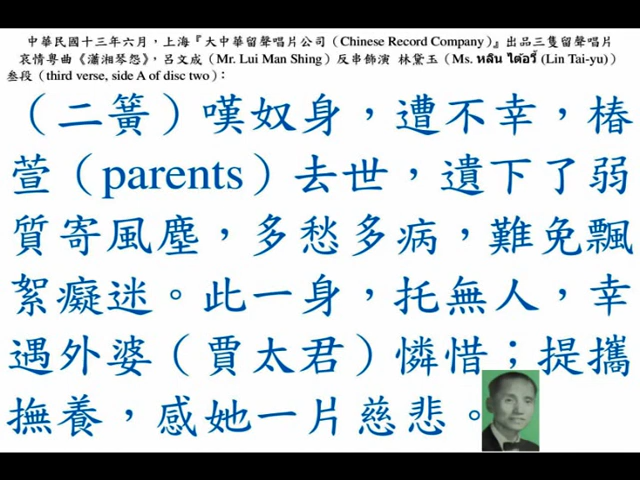 中華民國十三年六月，上海『大中華留聲唱片公司（Chinese Record Company）』出品三隻留聲唱片
哀情粵曲《瀟湘琴怨》，呂文成（Mr. Lui Man Shing）反串飾演 林黛玉（Ms. หลิน ไต้อวี้ (Lin Tai-yu)）
叁段（third verse, side A of disc two）：
（二簧）嘆奴身，遭不幸，椿
萱（parents）去世，遺下了弱
質寄風塵，多愁多病，難免飄
絮癡迷。此一身，托無人，幸
遇外婆（賈太君）憐惜；提攜
撫養，感她一片慈悲。